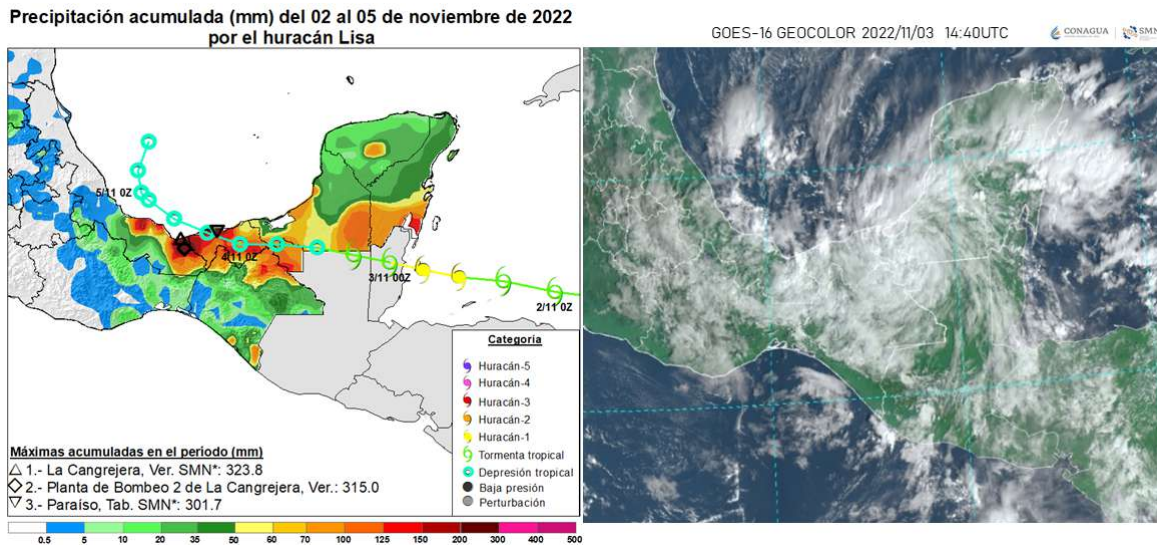 Precipitación acumulada (mm) del 02 al 05 de noviembre de 2022
por el huracán Lisa
5/11 0Z
4/11 0Z
3/11 00Z
2/11 0Z
Categoría
Huracán-5
Huracán-4
Huracán-3
Huracán-2
Huracán-1
Tormenta tropical
Depresión tropical
Baja presión
Perturbación
Máximas acumuladas en el periodo (mm)
1.- La Cangrejera, Ver. SMN*: 323.8
2.- Planta de Bombeo 2 de La Cangrejera, Ver.: 315.0
3.- Paraíso, Tab. SMN*: 301.7
0.5 5 10 20 35 50 60 70 100 125 150 200 300 400 500
GOES-16 GEOCOLOR 2022/11/03 14:40UTC
CONAGUA
SMN